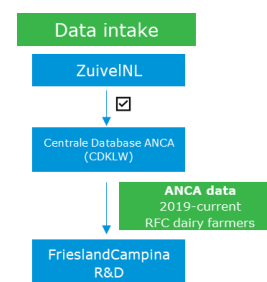 Data intake
ZuivelNL
Centrale Database ANCA
(CDKLW)
ANCA data
2019-current
RFC dairy farmers
FrieslandCampina
R&D